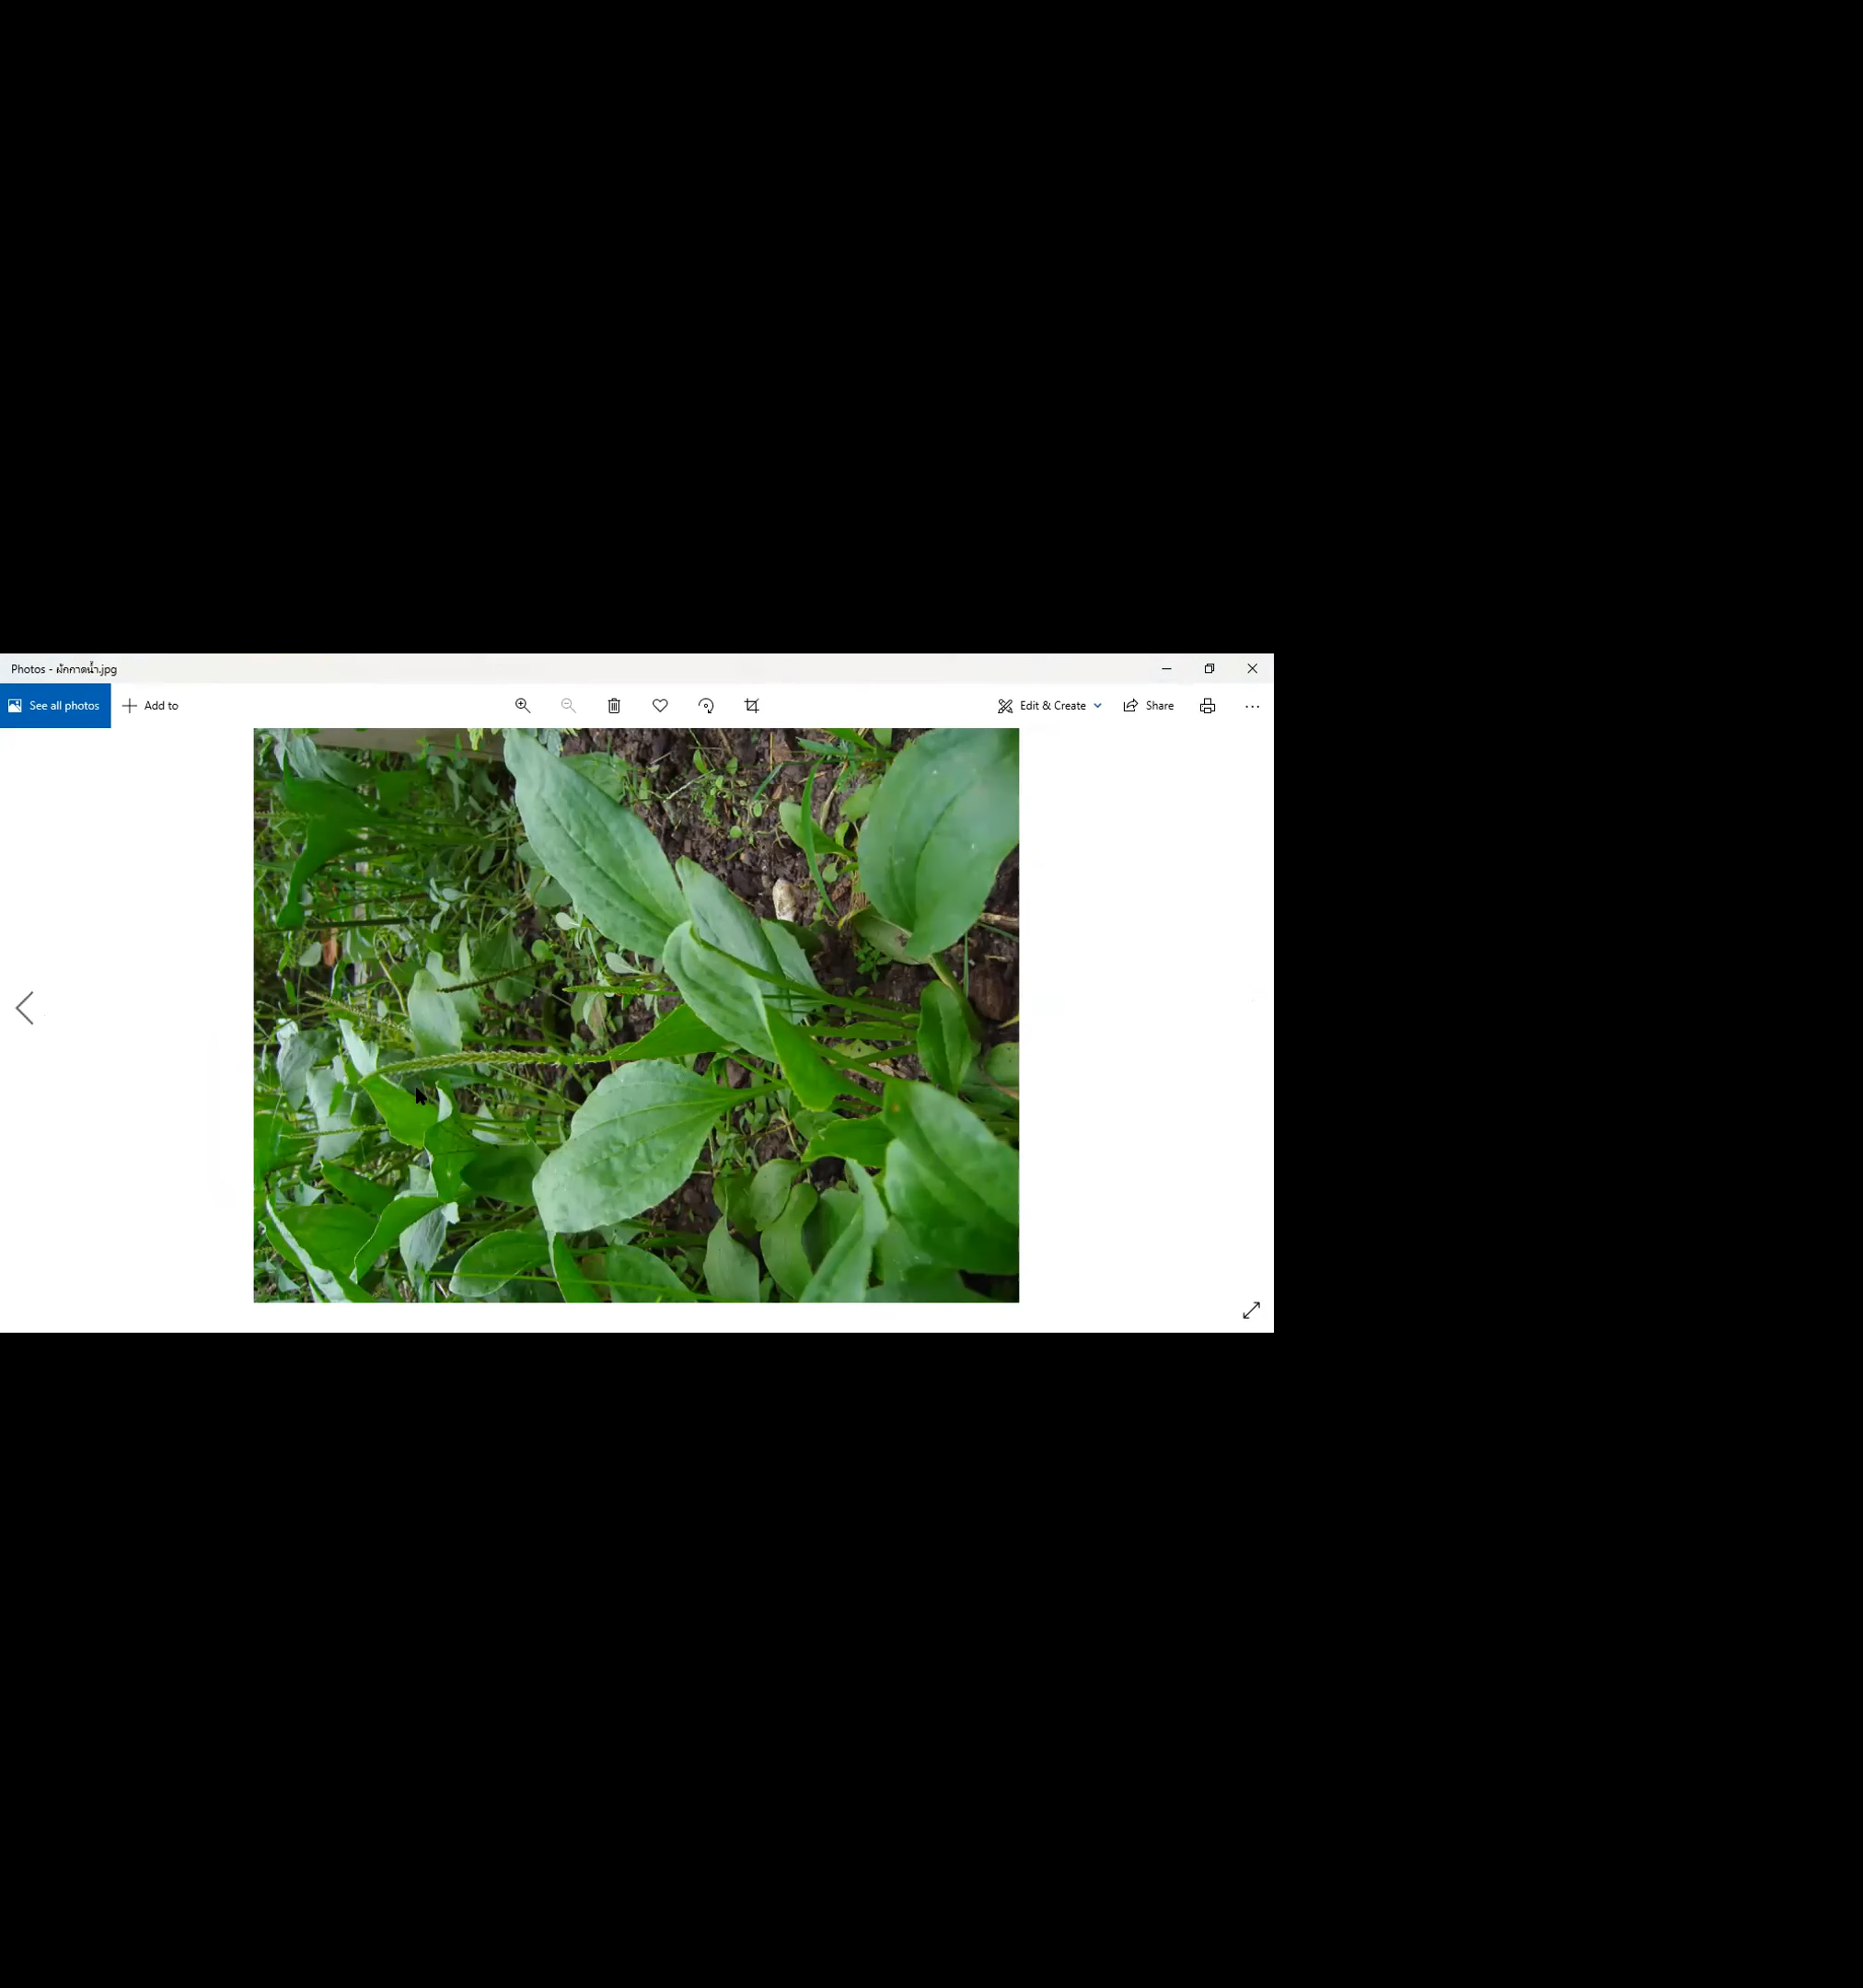 Photos - ผักกาดน้ำ.jpg
See all photos
Add to
Edit & Create
Share